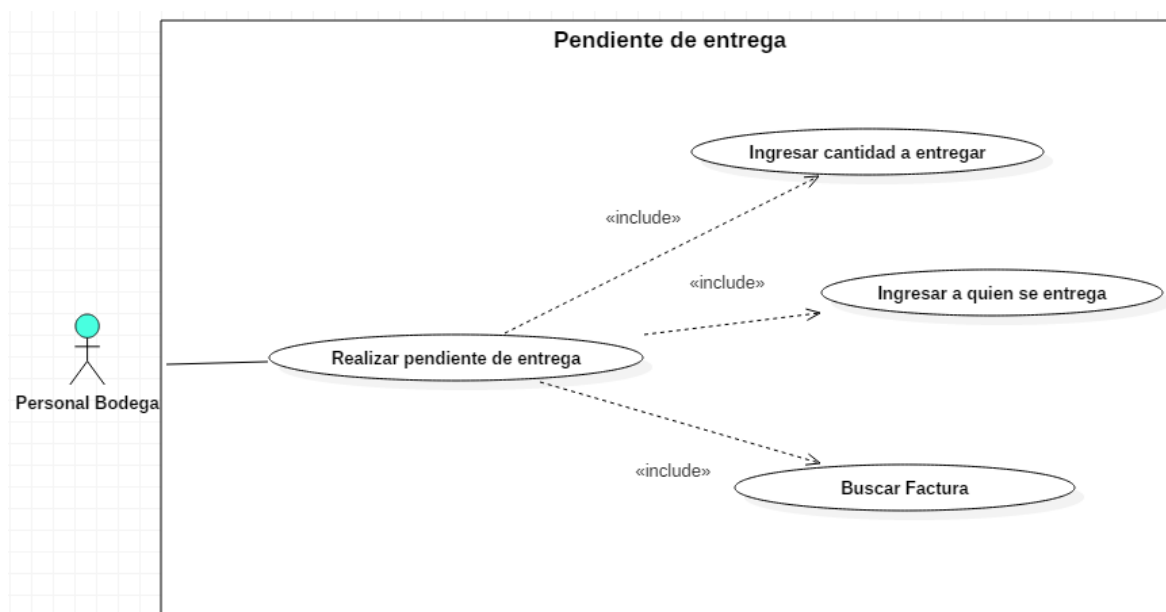 Pendiente de entrega
Ingresar cantidad a entregar
«include»
«include»
Ingresar a quien se entrega
Realizar pendiente de entrega
Personal Bodega
«include»
Buscar Factura